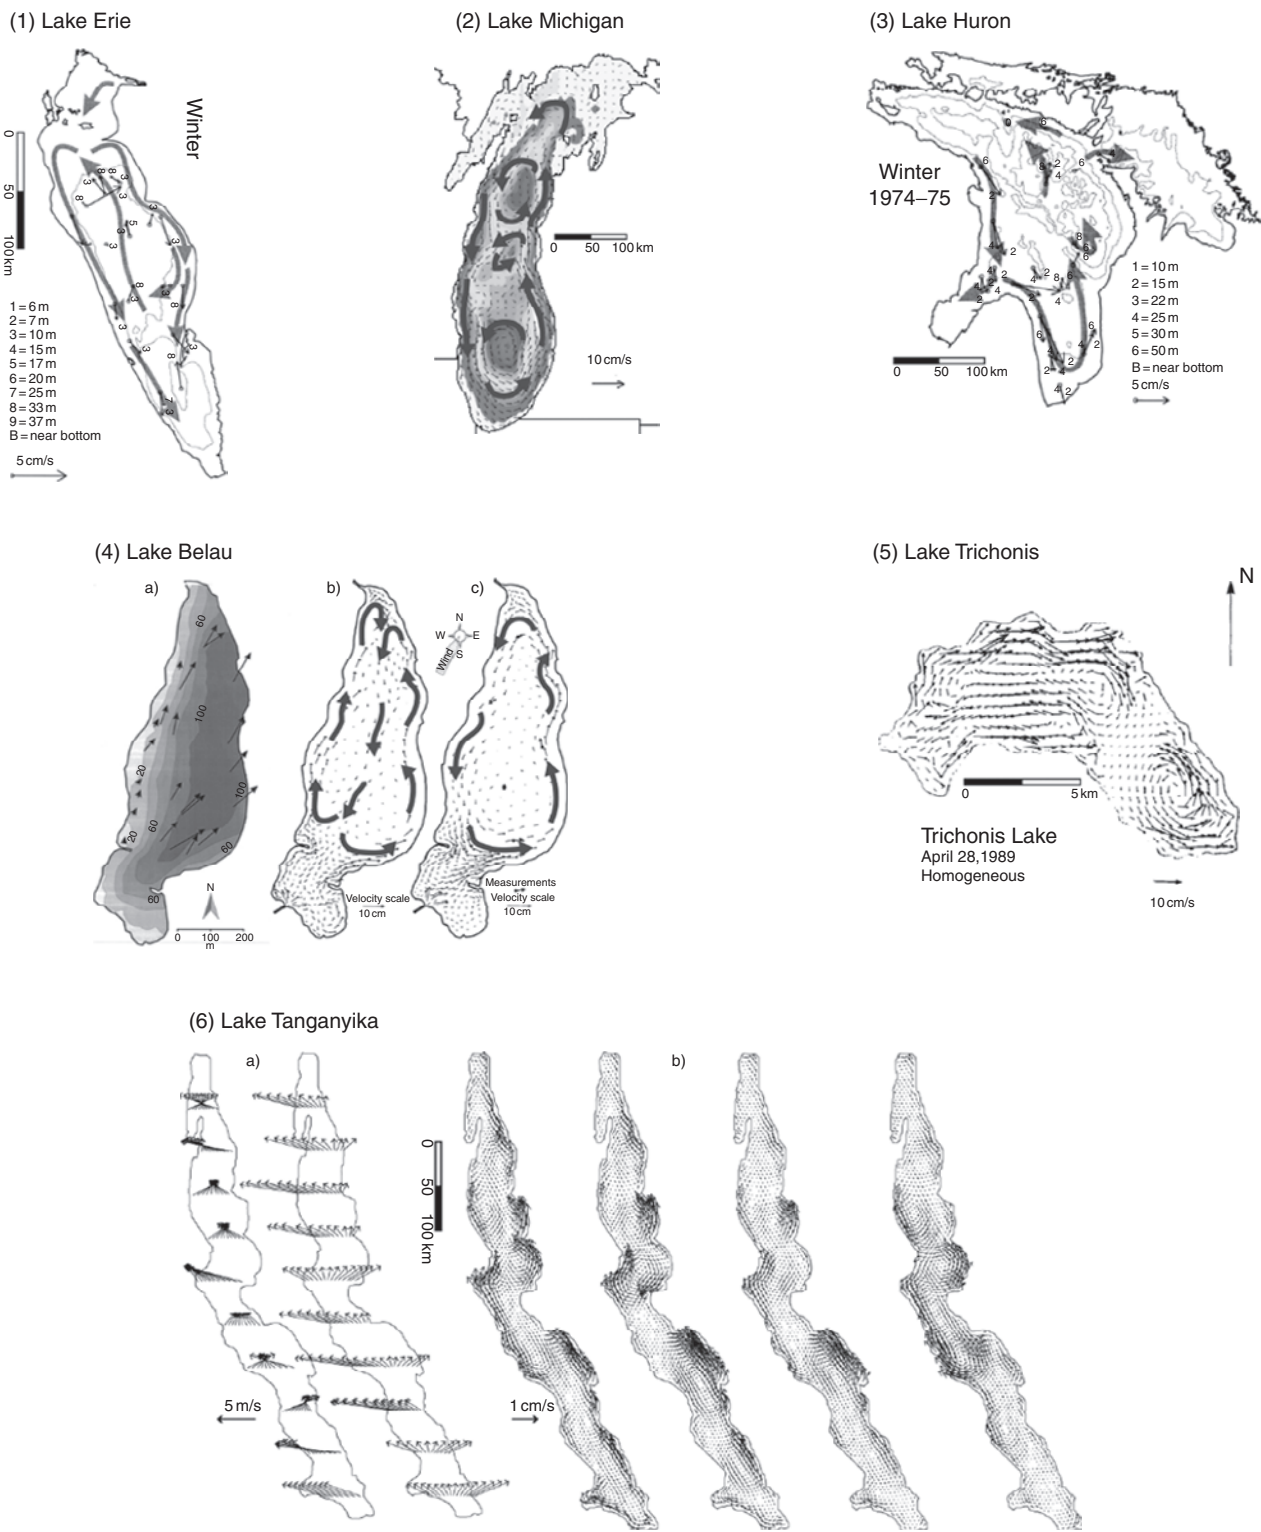 (1) Lake Erie
Winter
0
50
100 km
1 = 6 m
2 = 7 m
3 = 10 m
4 = 15 m
5 = 17 m
6 = 20 m
7 = 25 m
8 = 33 m
9 = 37 m
B = near bottom
5 cm/s
(2) Lake Michigan
0 50 100 km
10 cm/s
(3) Lake Huron
Winter
1974–75
1 = 10 m
2 = 15 m
3 = 22 m
4 = 25 m
5 = 30 m
6 = 50 m
B = near bottom
5 cm/s
0 50 100 km
(4) Lake Belau
a)
60
100
20
100
20
60
60
60
N
0 100 200
m
b)
N
W E
S
Wind
Velocity scale
10 cm
c)
Measurements
Velocity scale
10 cm
(5) Lake Trichonis
N
0 5 km
Trichonis Lake
April 28,1989
Homogeneous
10 cm/s
(6) Lake Tanganyika
a)
5 m/s
0
50
100 km
b)
1 cm/s